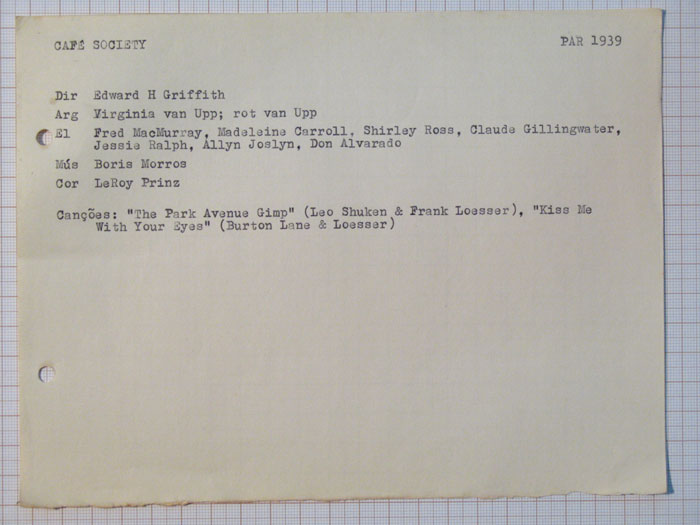 CAFÉ SOCIETY PAR 1939
Dir Edward H Griffith
Arg Virginia van Upp; rot van Upp
El Fred MacMurray, Madeleine Carroll, Shirley Ross, Claude Gillingwater,
Jessie Ralph, Allyn Joslyn, Don Alvarado
Mús Boris Morros
Cor LeRoy Prinz
Canções: "The Park Avenue Gimp" (Leo Shuken & Frank Loesser), "Kiss Me
With Your Eyes" (Burton Lane & Loesser)